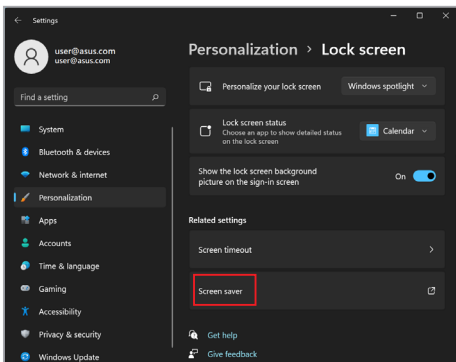 Settings
user@asus.com
user@asus.com
Find a setting
System
Bluetooth & devices
Network & internet
Personalization
Apps
Accounts
Time & language
Gaming
Accessibility
Privacy & security
Windows Update
Personalization > Lock screen
Personalize your lock screen
Windows spotlight
Lock screen status
Choose an app to show detailed status
on the lock screen
Calendar
Show the lock screen background
picture on the sign-in screen
On
Related settings
Screen timeout
Screen saver
Get help
Give feedback